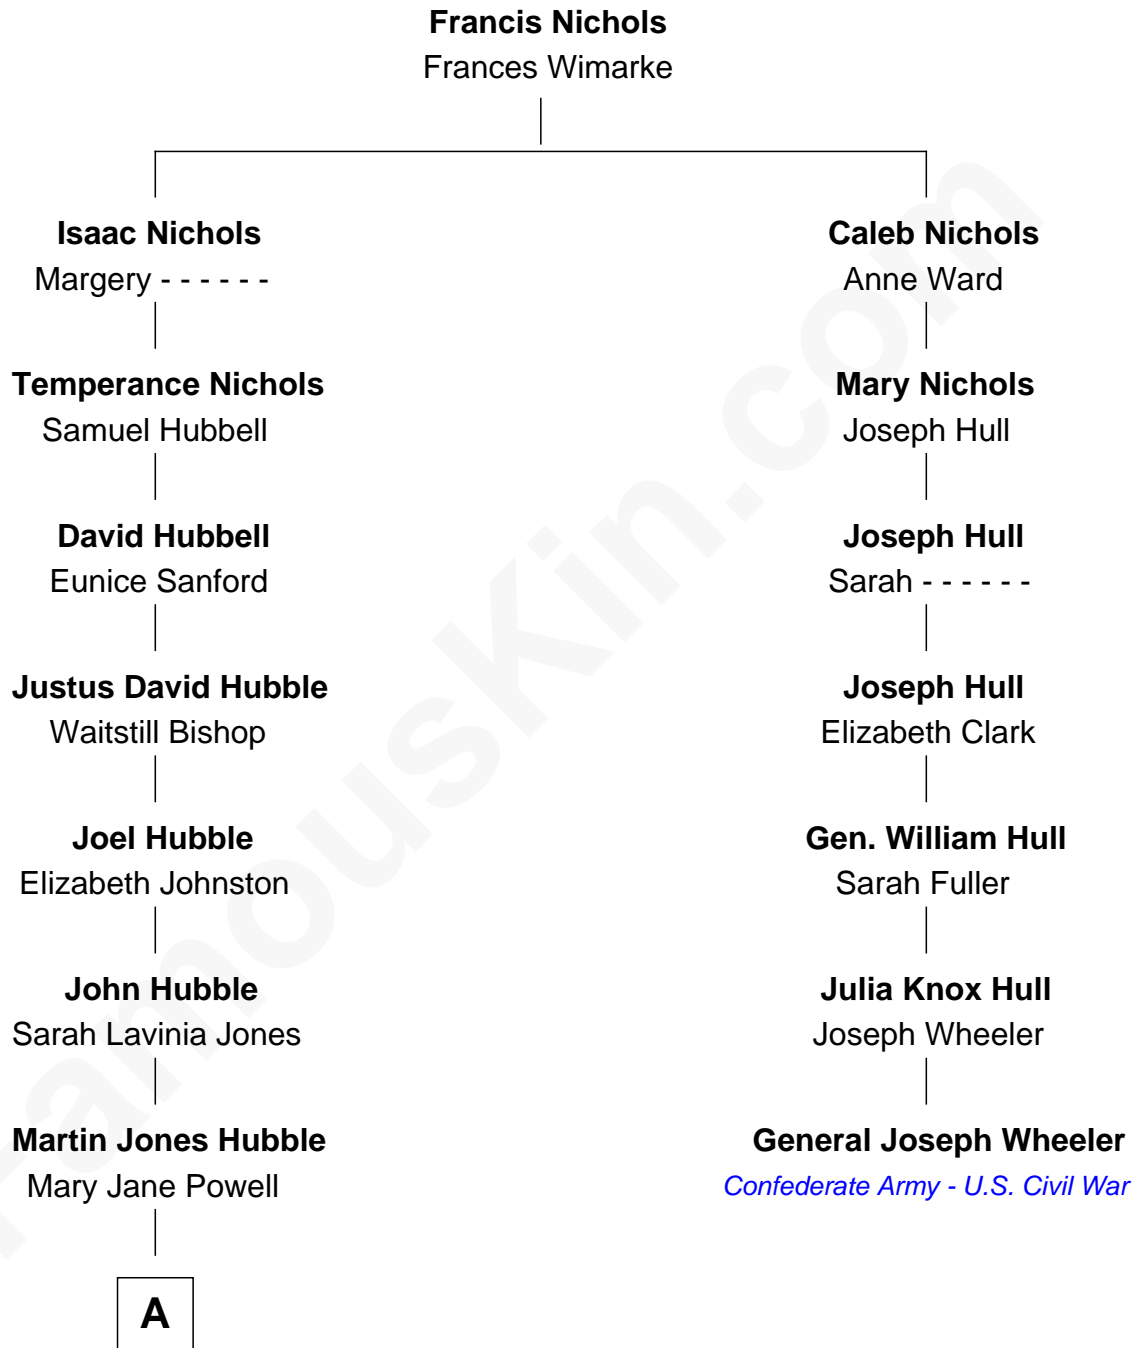 Francis Nichols
Frances Wimarke
Isaac Nichols
Margery - - - - - -
Temperance Nichols
Samuel Hubbell
David Hubbell
Eunice Sanford
Justus David Hubble
Waitstill Bishop
Joel Hubble
Elizabeth Johnston
John Hubble
Sarah Lavinia Jones
Martin Jones Hubble
Mary Jane Powell
A
Caleb Nichols
Anne Ward
Mary Nichols
Joseph Hull
Joseph Hull
Sarah - - - - - -
Joseph Hull
Elizabeth Clark
Gen. William Hull
Sarah Fuller
Julia Knox Hull
Joseph Wheeler
General Joseph Wheeler
Confederate Army - U.S. Civil War
FamousKin.com